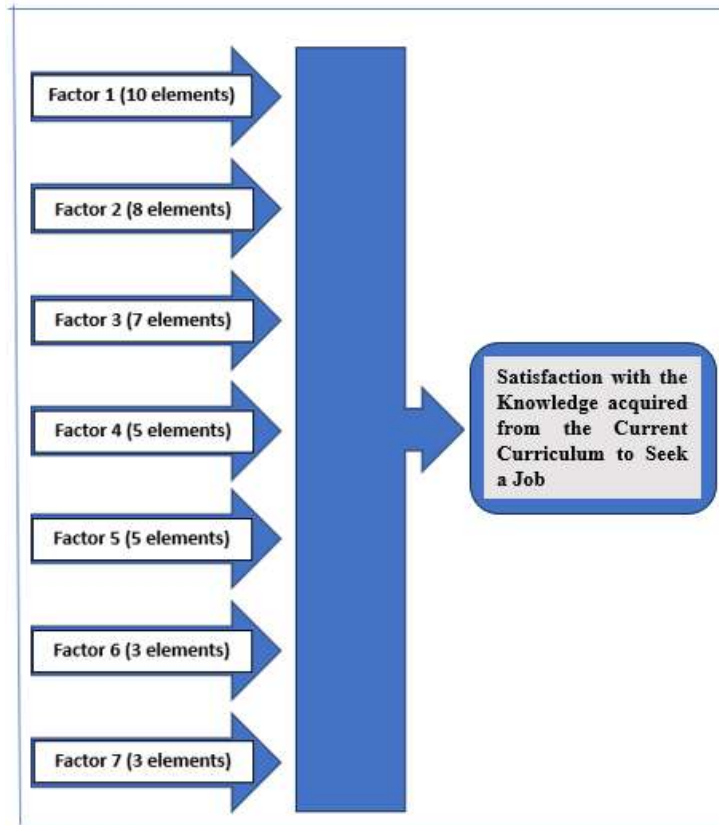 Factor 1 (10 elements)
Factor 2 (8 elements)
Factor 3 (7 elements)
Factor 4 (5 elements)
Factor 5 (5 elements)
Factor 6 (3 elements)
Factor 7 (3 elements)
Satisfaction with the
Knowledge acquired
from the Current
Curriculum to Seek
a Job